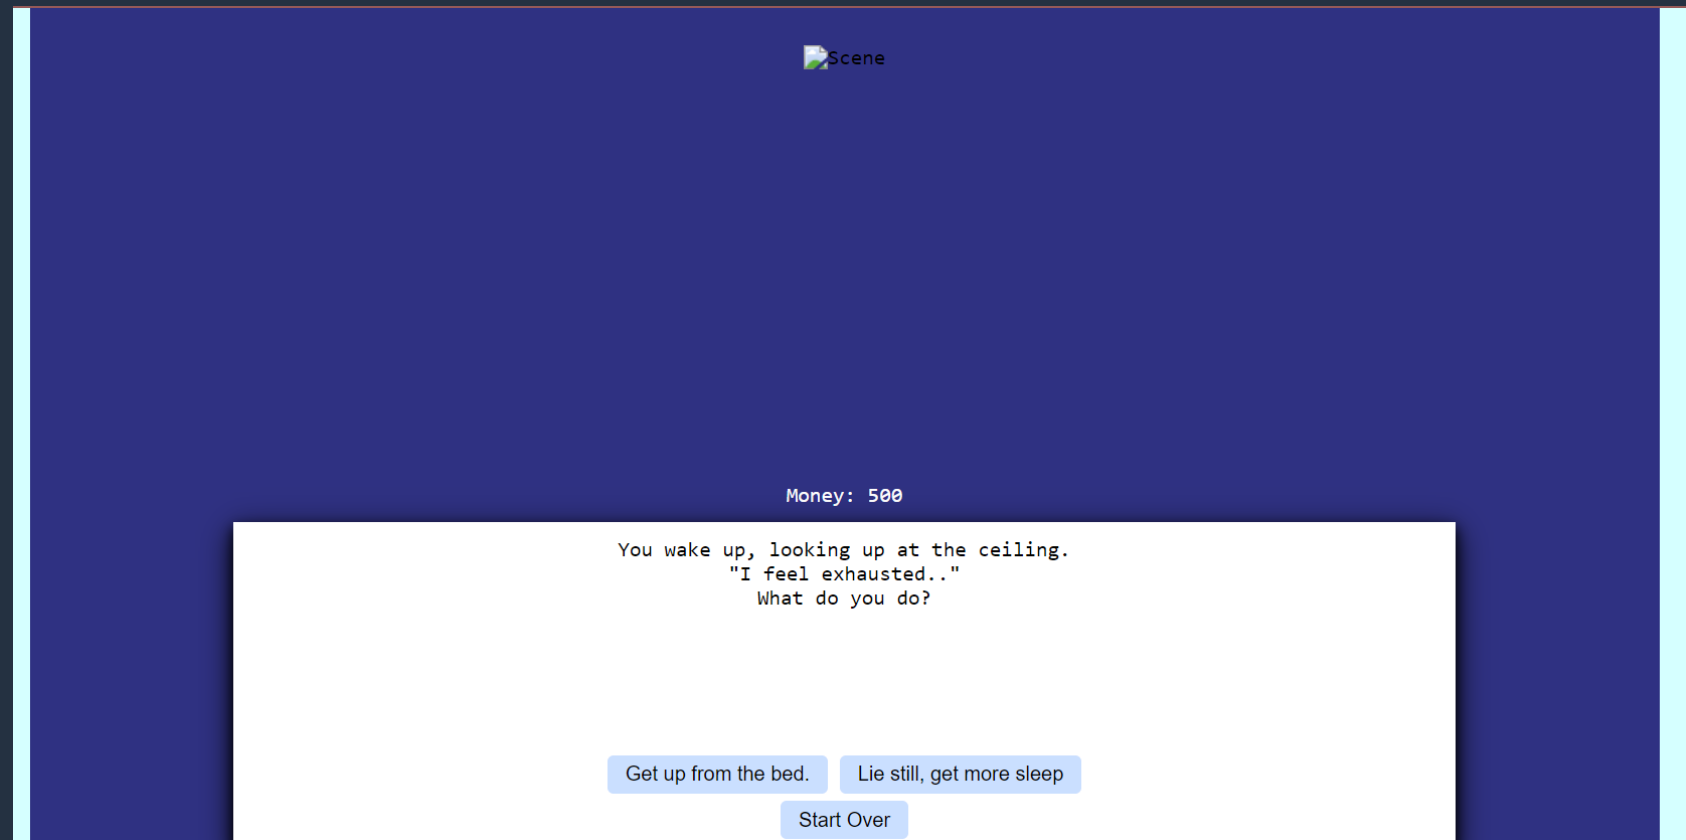 Scene
Money: 500
You wake up, looking up at the ceiling.
"I feel exhausted.."
What do you do?
Get up from the bed. Lie still, get more sleep
Start Over